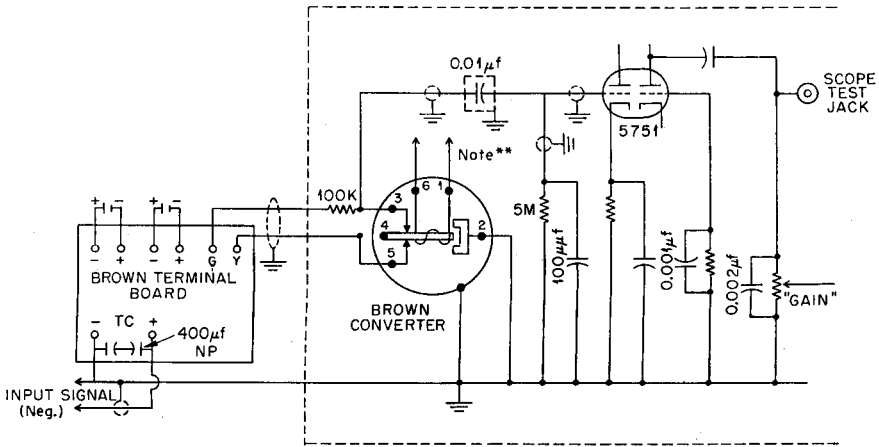 0.01µf
SCOPE
TEST
JACK
5751
Note**
6
1
100K
3
+ -
+ -
4
2
5M
- +
- +
G
Y
5
100µµf
0.001µf
0.002µf
BROWN TERMINAL
BOARD
"GAIN"
BROWN
CONVERTER
- TC +
400µf
NP
INPUT SIGNAL
(Neg.)